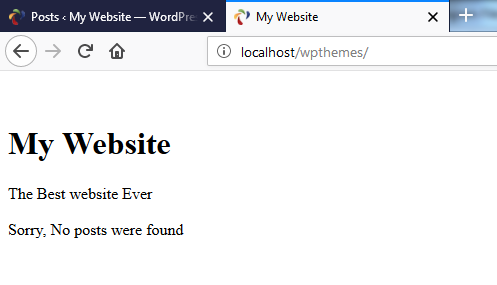 Posts ‹ My Website — WordPre
My Website
localhost/wpthemes/
My Website
The Best website Ever
Sorry, No posts were found